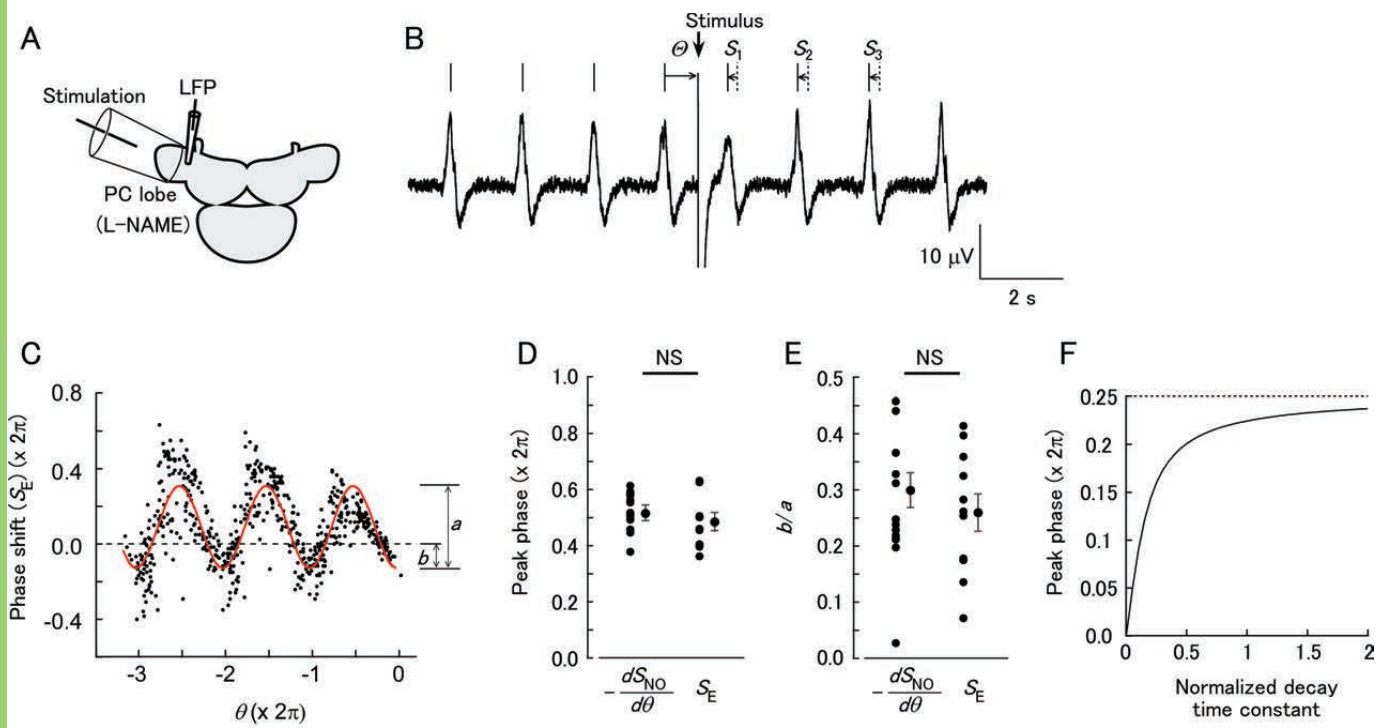 A
Stimulation
LFP
PC lobe
(L-NAME)
B
Stimulus
Θ
S1
S2
S3
10 μV
2 s
C
Phase shift (SE) (x 2π)
0.8
0.4
0.0
-0.4
a
b
-3
-2
-1
0
θ (x 2π)
D
NS
Peak phase (x 2π)
1.0
0.8
0.6
0.4
0.2
0.0
- dSNO/dθ
SE
E
NS
b/a
0.5
0.4
0.3
0.2
0.1
0.0
- dSNO/dθ
SE
F
Peak phase (x 2π)
0.25
0.20
0.15
0.10
0.05
0.0
0
0.5
1
1.5
2
Normalized decay
time constant